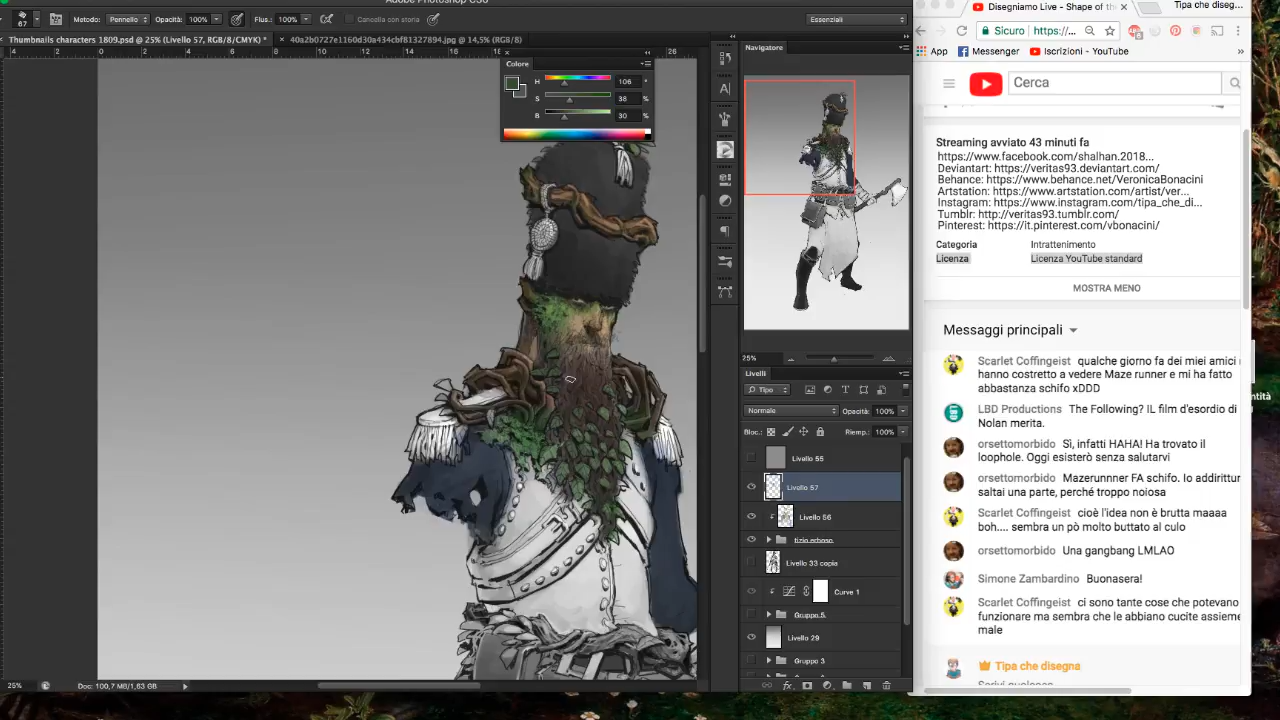 67
Metodo:
Pennello
Opacità:
100%
Flus.:
100%
Cancella con storia
Essenziali
Thumbnails characters 1809.psd @ 25% (Livello 57, RGB/8/CMYK)*
40a2b0727e1160d30a434cbf81327894.jpg @ 14,5% (RGB/8)
26
Colore
H
106
°
S
38
%
B
30
%
25%
Doc: 100,7 MB/1,63 GB
Navigatore
25%
Livelli
Tipo
Normale
Opacità:
100%
Bloc.:
Riemp.:
100%
Livello 55
Livello 57
Livello 56
tizio erboso
Livello 33 copia
Curve 1
Gruppo 5
Livello 29
Gruppo 3
Disegniamo Live - Shape of th
Tipa che diseg
Sicuro
https:/...
App
Messenger
Iscrizioni - YouTube
»
Cerca
Streaming avviato 43 minuti fa
https://www.facebook.com/shalhan.2018...
Deviantart: https://veritas93.deviantart.com/
Behance: https://www.behance.net/VeronicaBonacini
Artstation: https://www.artstation.com/artist/ver...
Instagram: https://www.instagram.com/tipa_che_di...
Tumblr: http://veritas93.tumblr.com/
Pinterest: https://it.pinterest.com/vbonacini/
Categoria
Intrattenimento
Licenza
Licenza YouTube standard
MOSTRA MENO
Messaggi principali
Scarlet Coffingeist qualche giorno fa dei miei amici
hanno costretto a vedere Maze runner e mi ha fatto
abbastanza schifo xDDD
LBD Productions The Following? IL film d'esordio di
Nolan merita.
orsettomorbido Sì, infatti HAHA! Ha trovato il
loophole. Oggi esisterò senza salutarvi
orsettomorbido Mazerunnner FA schifo. Io addirittur
saltai una parte, perché troppo noiosa
Scarlet Coffingeist cioè l'idea non è brutta maaaa
boh.... sembra un pò molto buttato al culo
orsettomorbido Una gangbang LMLAO
Simone Zambardino Buonasera!
Scarlet Coffingeist ci sono tante cose che potevano
funzionare ma sembra che le abbiano cucite assieme
male
Tipa che disegna
entità